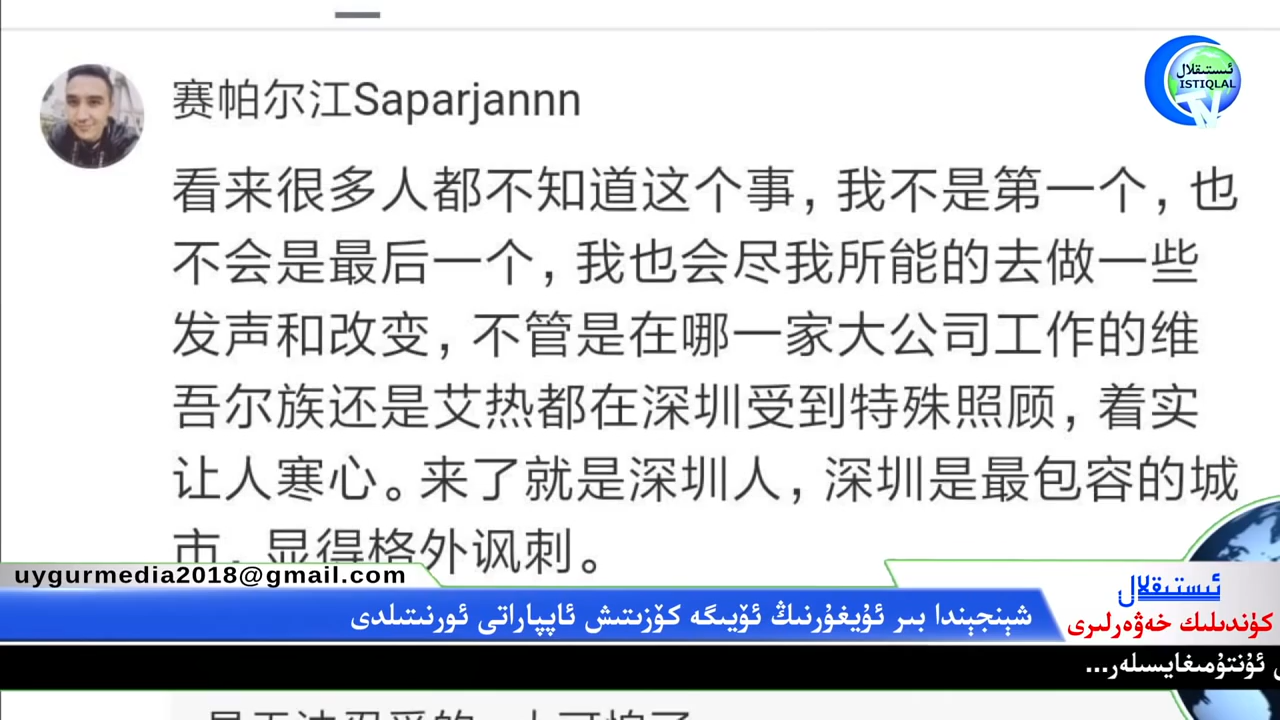 赛帕尔江Saparjannn
ئىستىقلال
ISTIQLAL
TV
看来很多人都不知道这个事，我不是第一个，也
不会是最后一个，我也会尽我所能的去做一些
发声和改变，不管是在哪一家大公司工作的维
吾尔族还是艾热都在深圳受到特殊照顾，着实
让人寒心。来了就是深圳人，深圳是最包容的城
市。显得格外讽刺。
uygurmedia2018@gmail.com
ئىستىقلال
شېنجېندا بىر ئۇيغۇرنىڭ ئۆيىگە كۆزىتىش ئاپپاراتى ئورنىتىلدى
كۈندىلىك خەۋەرلىرى
ئۇنتۇمىغايسىلەر...